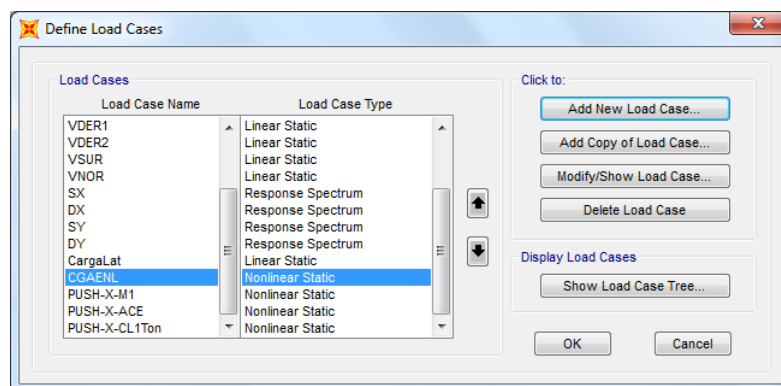 Define Load Cases
Load Cases
Click to:
Load Case Name Load Case Type
VDER1 Linear Static
VDER2 Linear Static
VSUR Linear Static
VNOR Linear Static
SX Response Spectrum
DX Response Spectrum
SY Response Spectrum
DY Response Spectrum
CargaLat Linear Static
CGAENL Nonlinear Static
PUSH-X-M1 Nonlinear Static
PUSH-X-ACE Nonlinear Static
PUSH-X-CL1Ton Nonlinear Static
Add New Load Case...
Add Copy of Load Case...
Modify/Show Load Case...
Delete Load Case
Display Load Cases
Show Load Case Tree...
OK Cancel